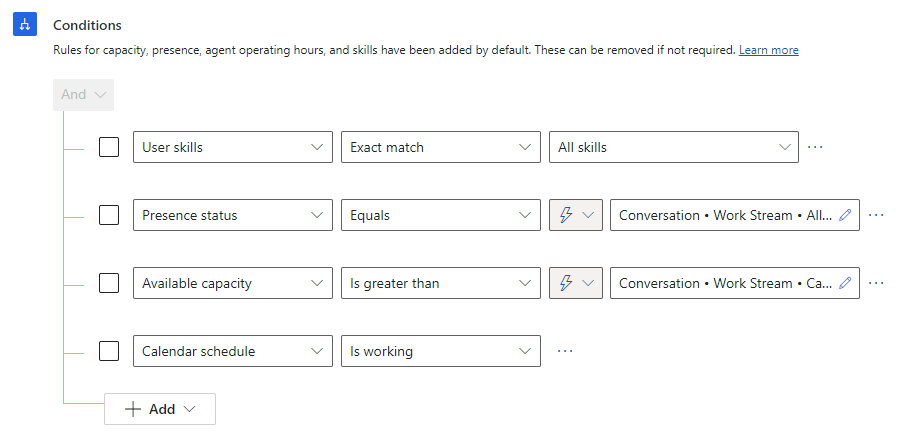 Conditions
Rules for capacity, presence, agent operating hours, and skills have been added by default. These can be removed if not required. Learn more
And
User skills Exact match All skills ...
Presence status Equals Conversation • Work Stream • All... ...
Available capacity Is greater than Conversation • Work Stream • Ca... ...
Calendar schedule Is working ...
Add